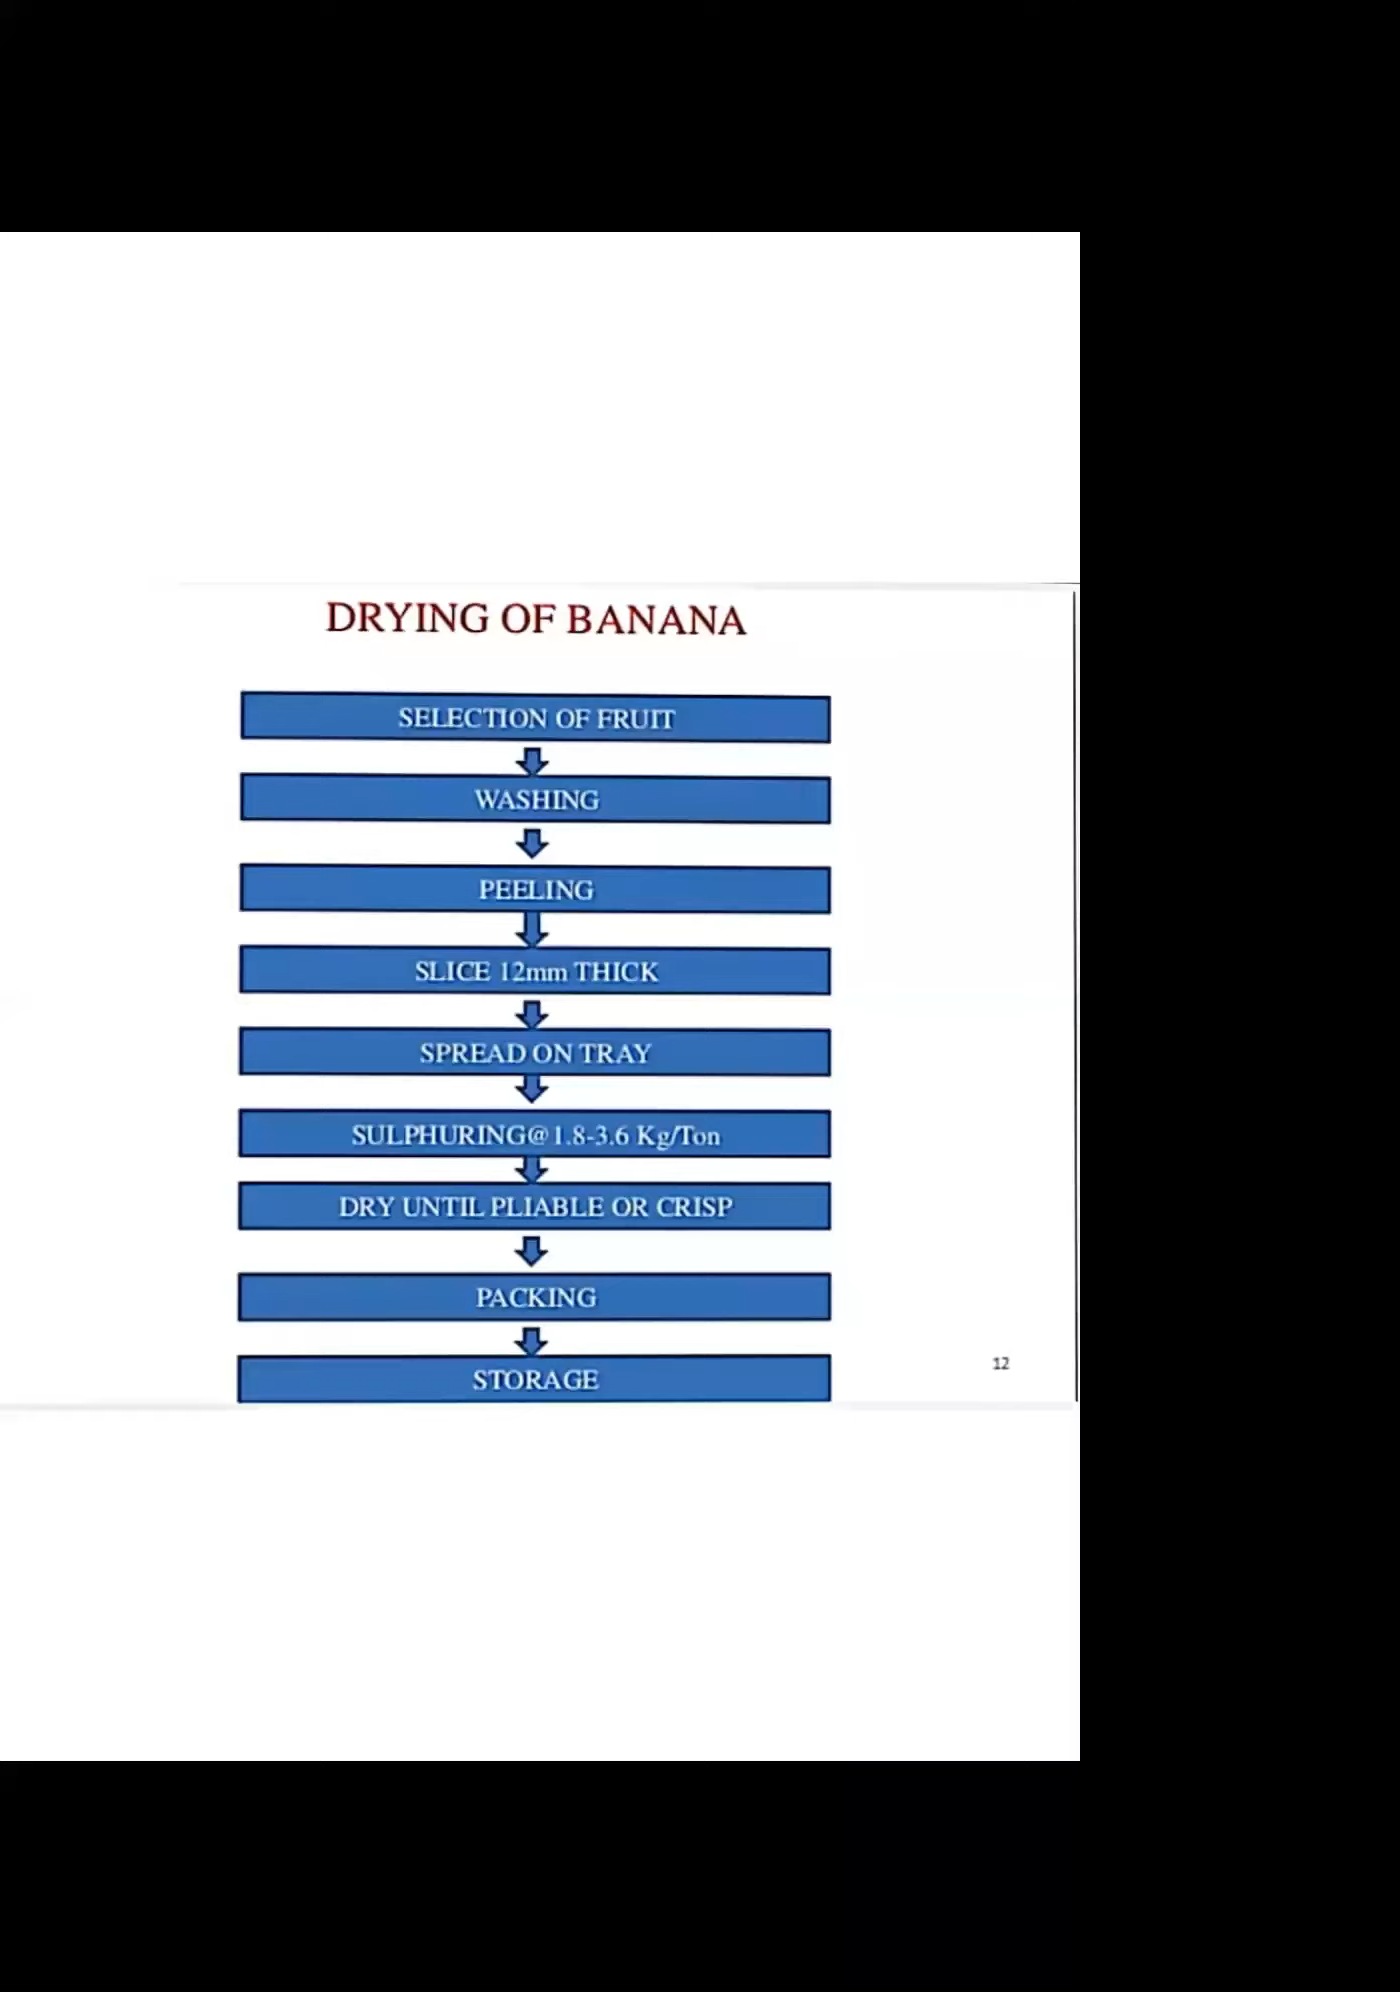 DRYING OF BANANA
SELECTION OF FRUIT
WASHING
PEELING
SLICE 12mm THICK
SPREAD ON TRAY
SULPHURING@1.8-3.6 Kg/Ton
DRY UNTIL PLIABLE OR CRISP
PACKING
STORAGE
12